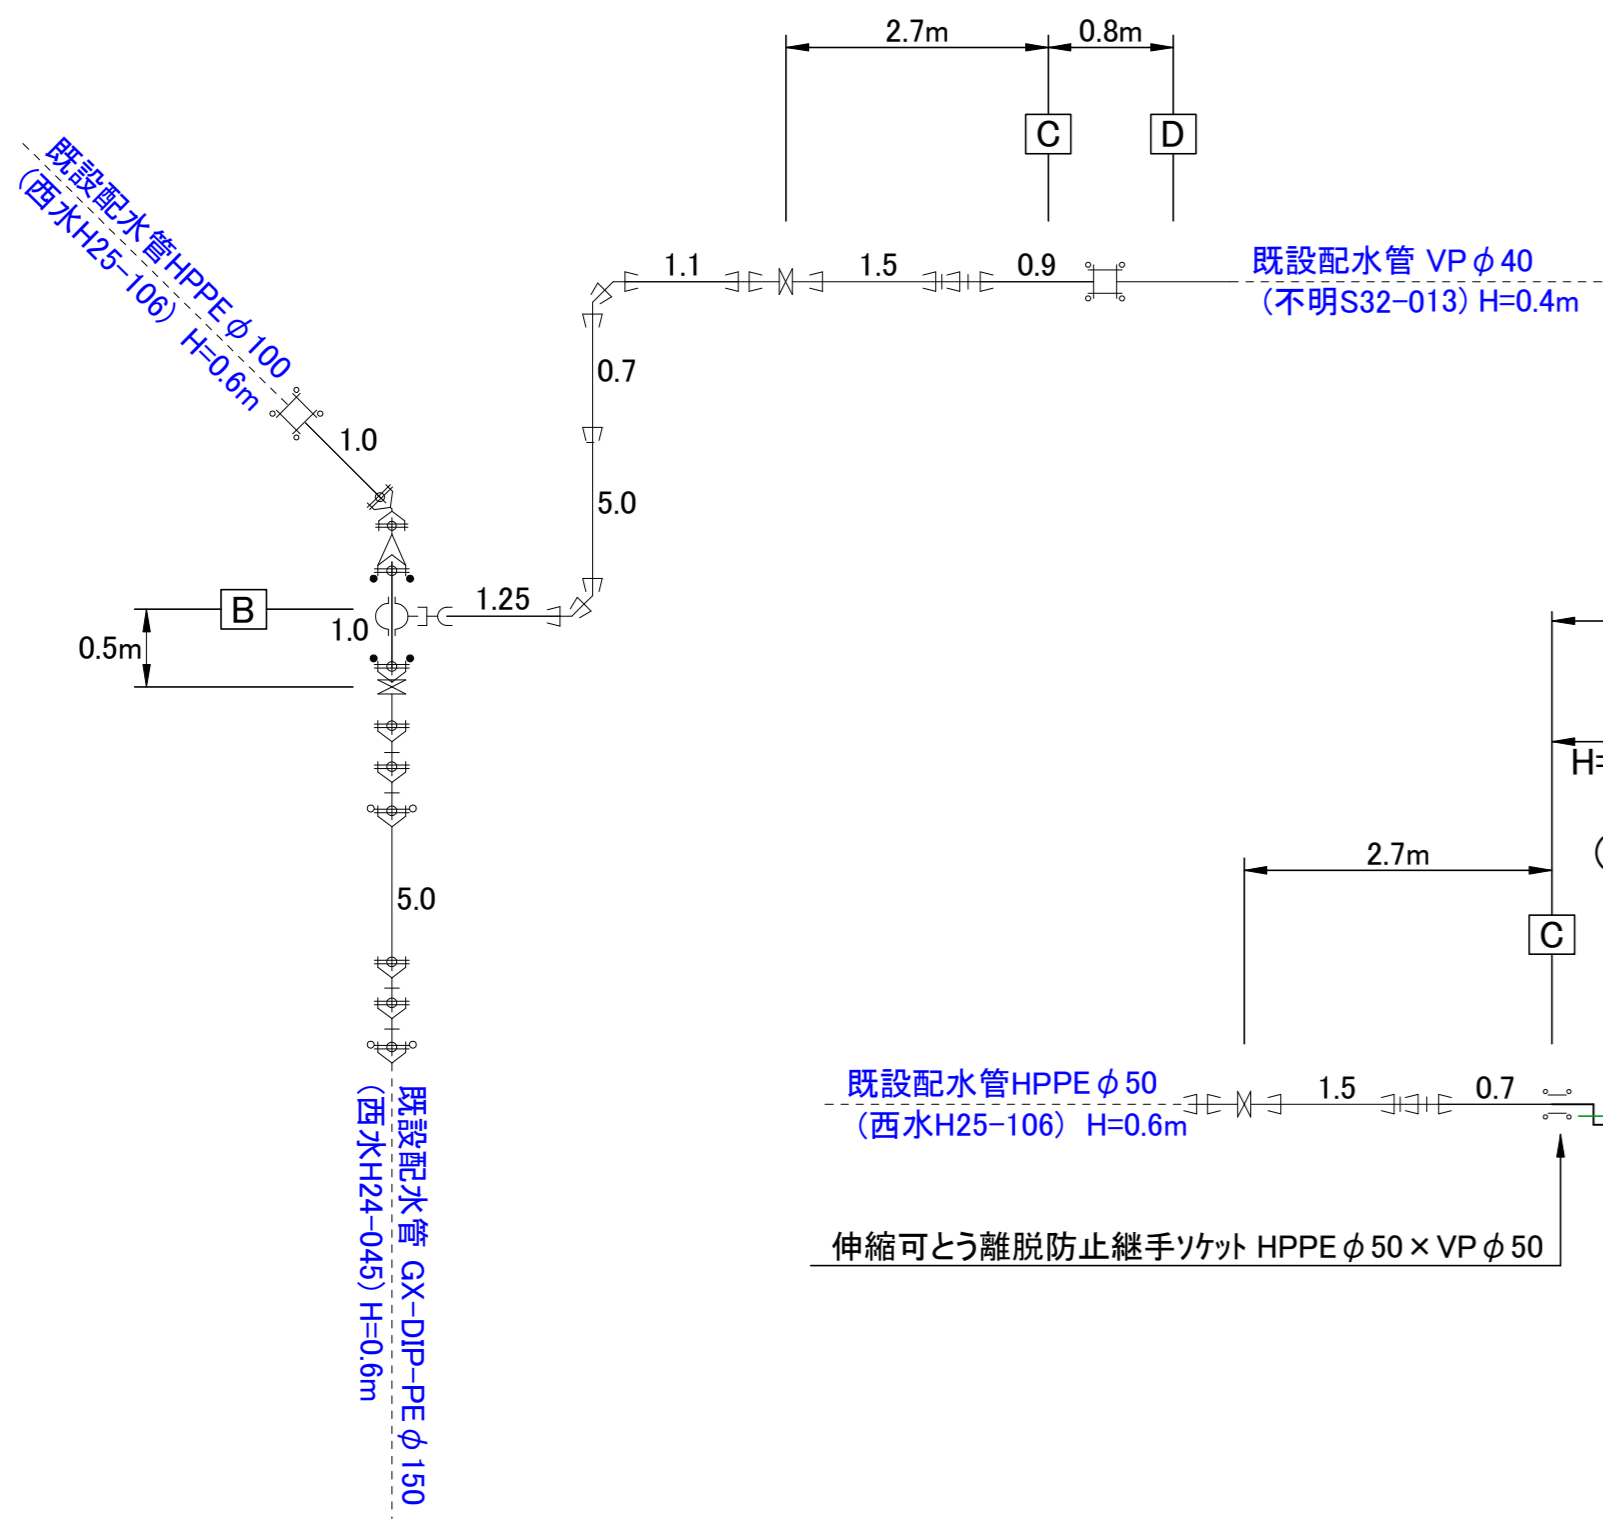 2.7m
0.8m
C
D
既設配水管HPPEφ100
(西水H25-106) H=0.6m
1.1
1.5
0.9
既設配水管 VPφ40
(不明S32-013) H=0.4m
0.7
1.0
5.0
B
1.25
1.0
0.5m
H=
(
2.7m
5.0
C
既設配水管HPPEφ50
(西水H25-106) H=0.6m
1.5
0.7
既設配水管 GX-DIP-PEφ150
(西水H24-045) H=0.6m
伸縮可とう離脱防止継手ソケット HPPEφ50×VPφ50